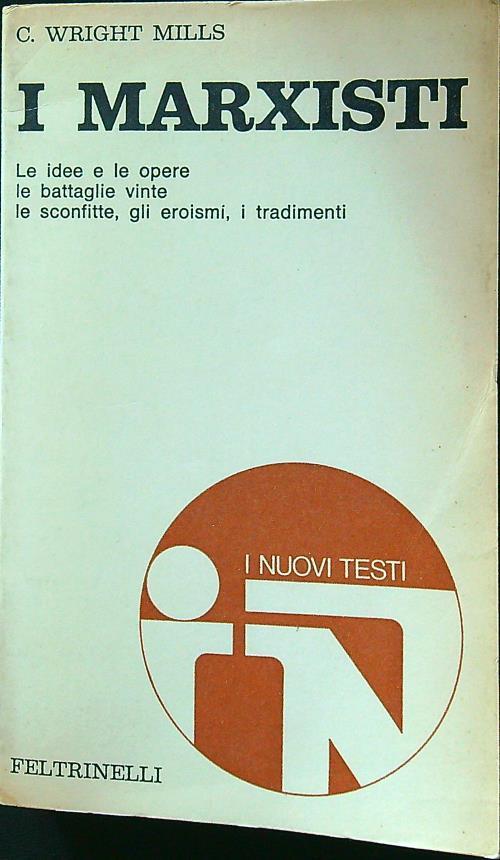 C. WRIGHT MILLS
I MARXISTI
Le idee e le opere
le battaglie vinte
le sconfitte, gli eroismi, i tradimenti
I NUOVI TESTI
FELTRINELLI